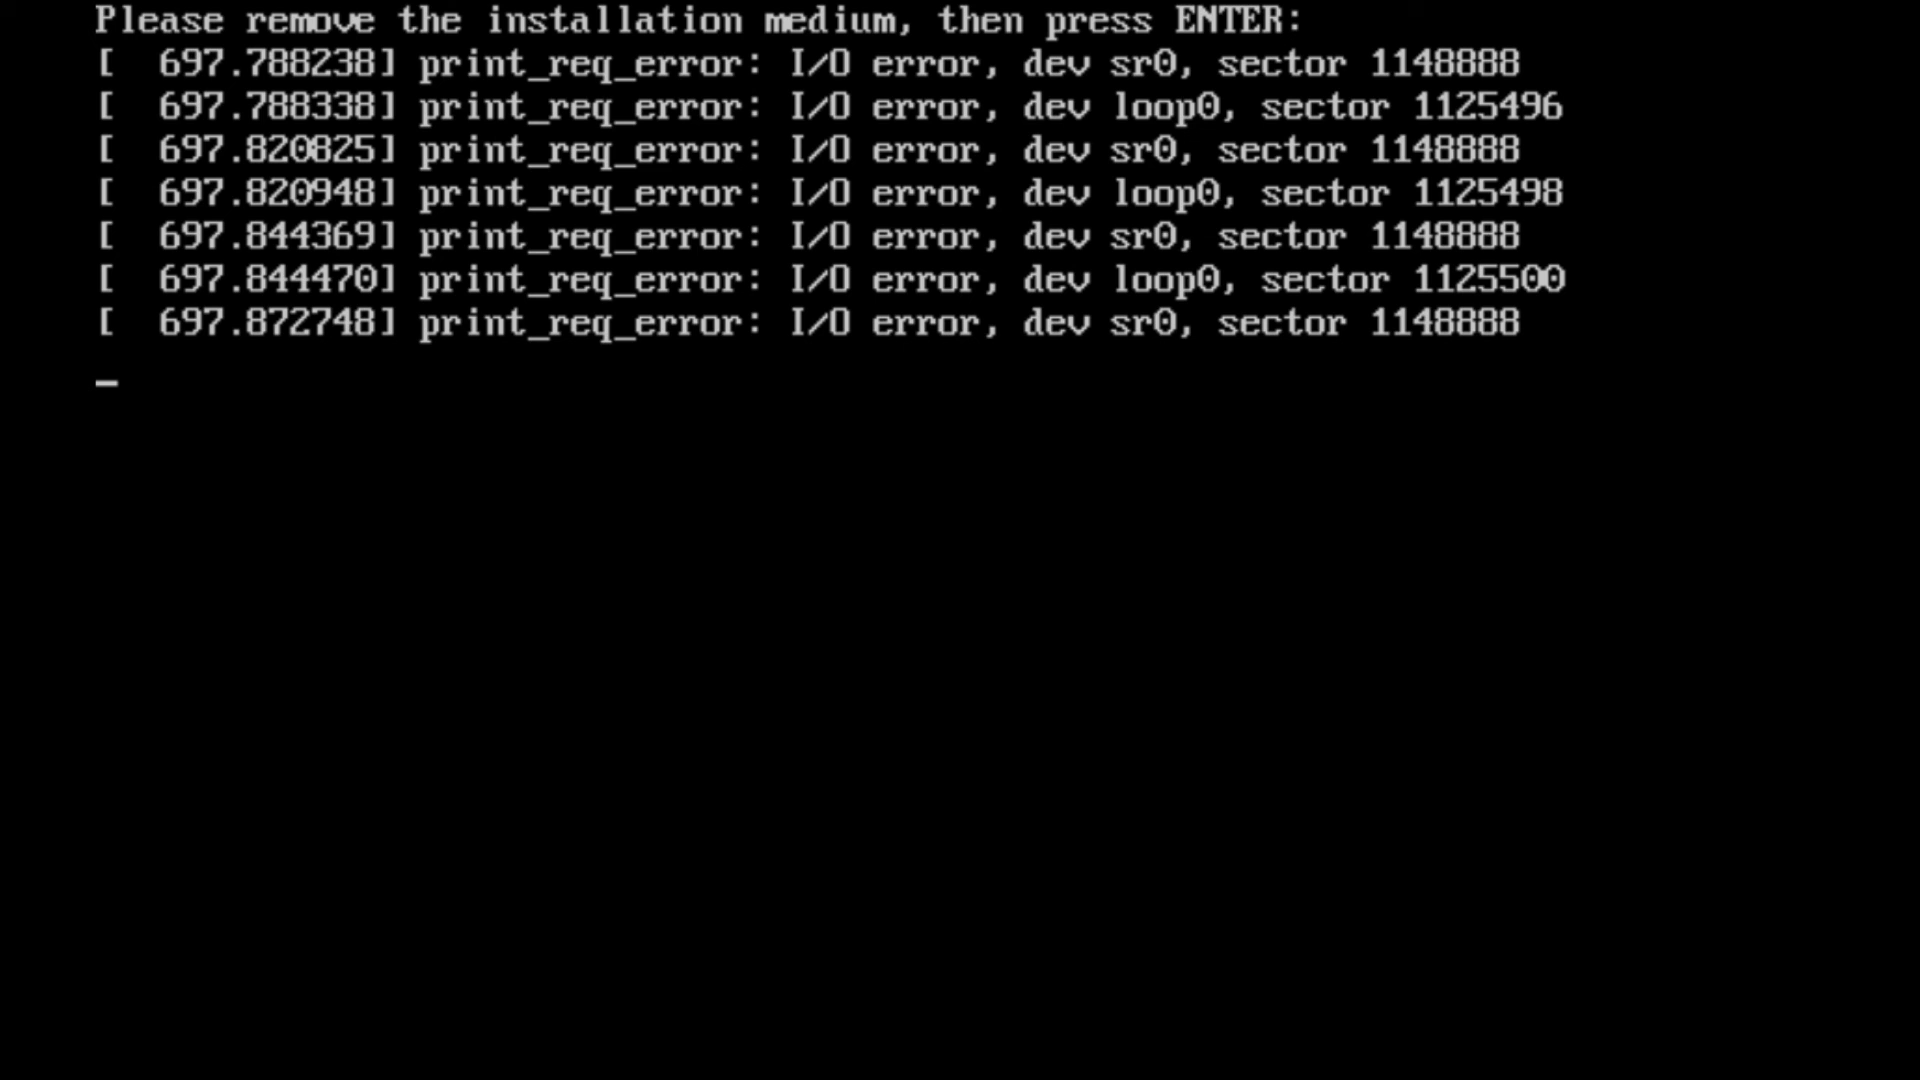 Please remove the installation medium, then press ENTER:
[  697.788238] print_req_error: I/O error, dev sr0, sector 1148888
[  697.788338] print_req_error: I/O error, dev loop0, sector 1125496
[  697.820825] print_req_error: I/O error, dev sr0, sector 1148888
[  697.820948] print_req_error: I/O error, dev loop0, sector 1125498
[  697.844369] print_req_error: I/O error, dev sr0, sector 1148888
[  697.844470] print_req_error: I/O error, dev loop0, sector 1125500
[  697.872748] print_req_error: I/O error, dev sr0, sector 1148888
_